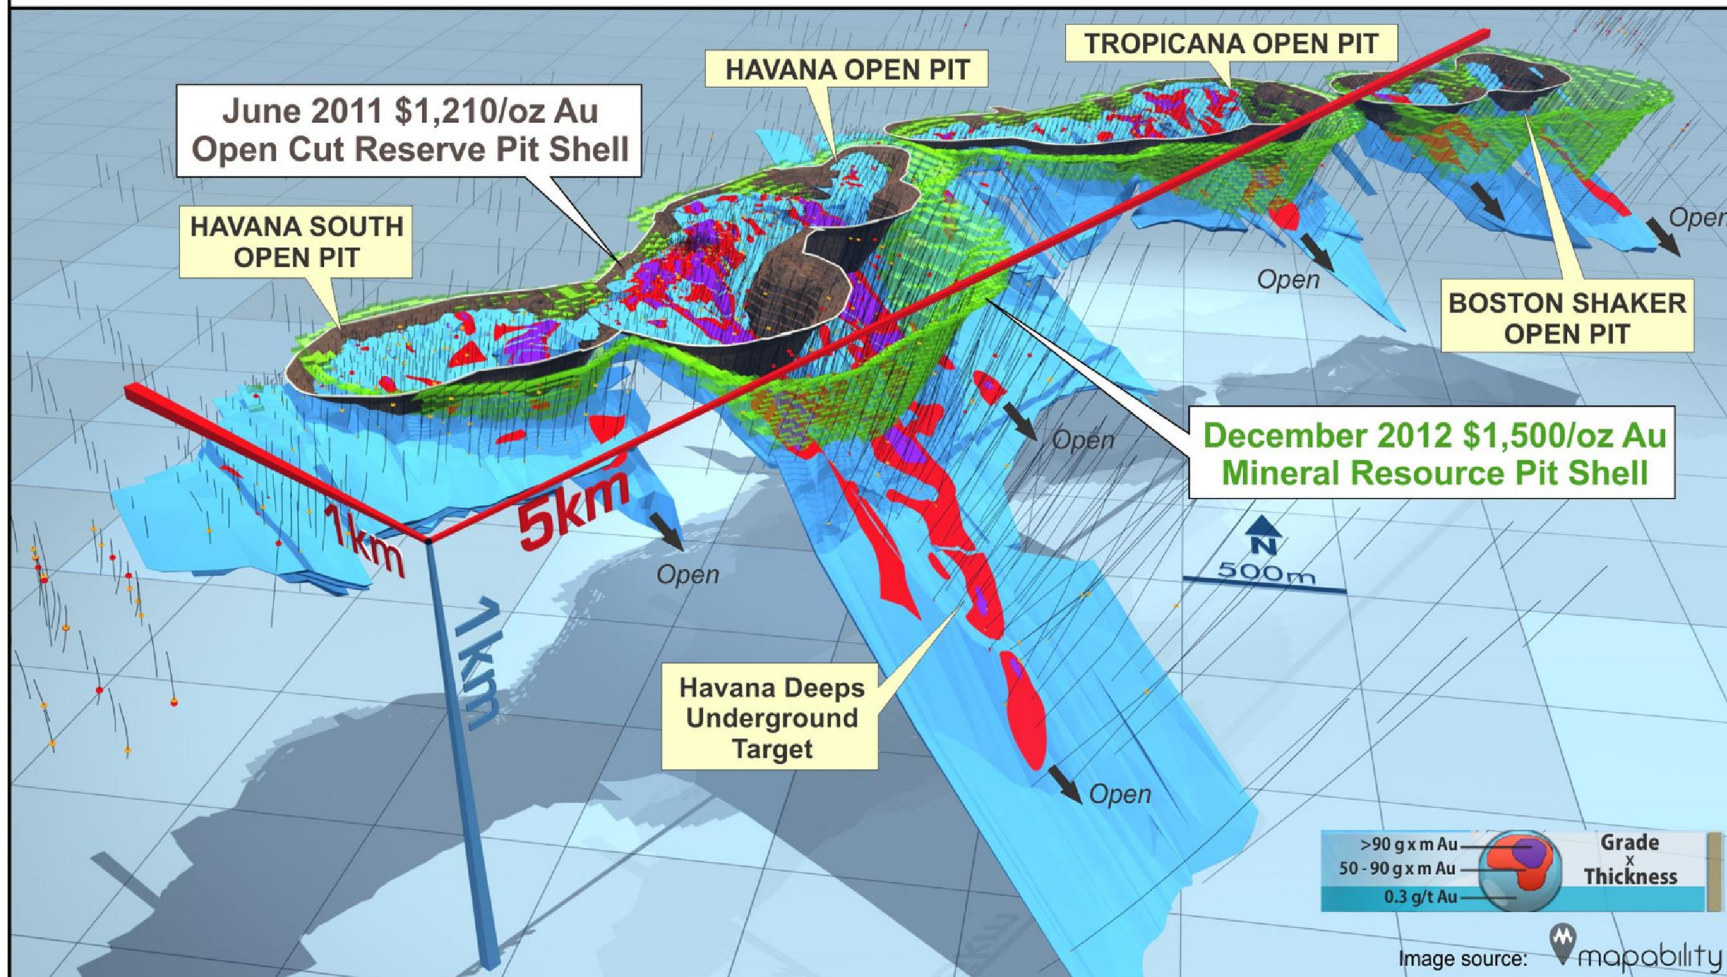 TROPICANA OPEN PIT
HAVANA OPEN PIT
June 2011 $1,210/oz Au
Open Cut Reserve Pit Shell
HAVANA SOUTH
OPEN PIT
Open
Open
BOSTON SHAKER
OPEN PIT
Open
December 2012 $1,500/oz Au
Mineral Resource Pit Shell
1km
5km
N
500m
Open
1km
Havana Deeps
Underground
Target
Open
>90 g x m Au
50 - 90 g x m Au
0.3 g/t Au
Grade
x
Thickness
Image source:
mapability